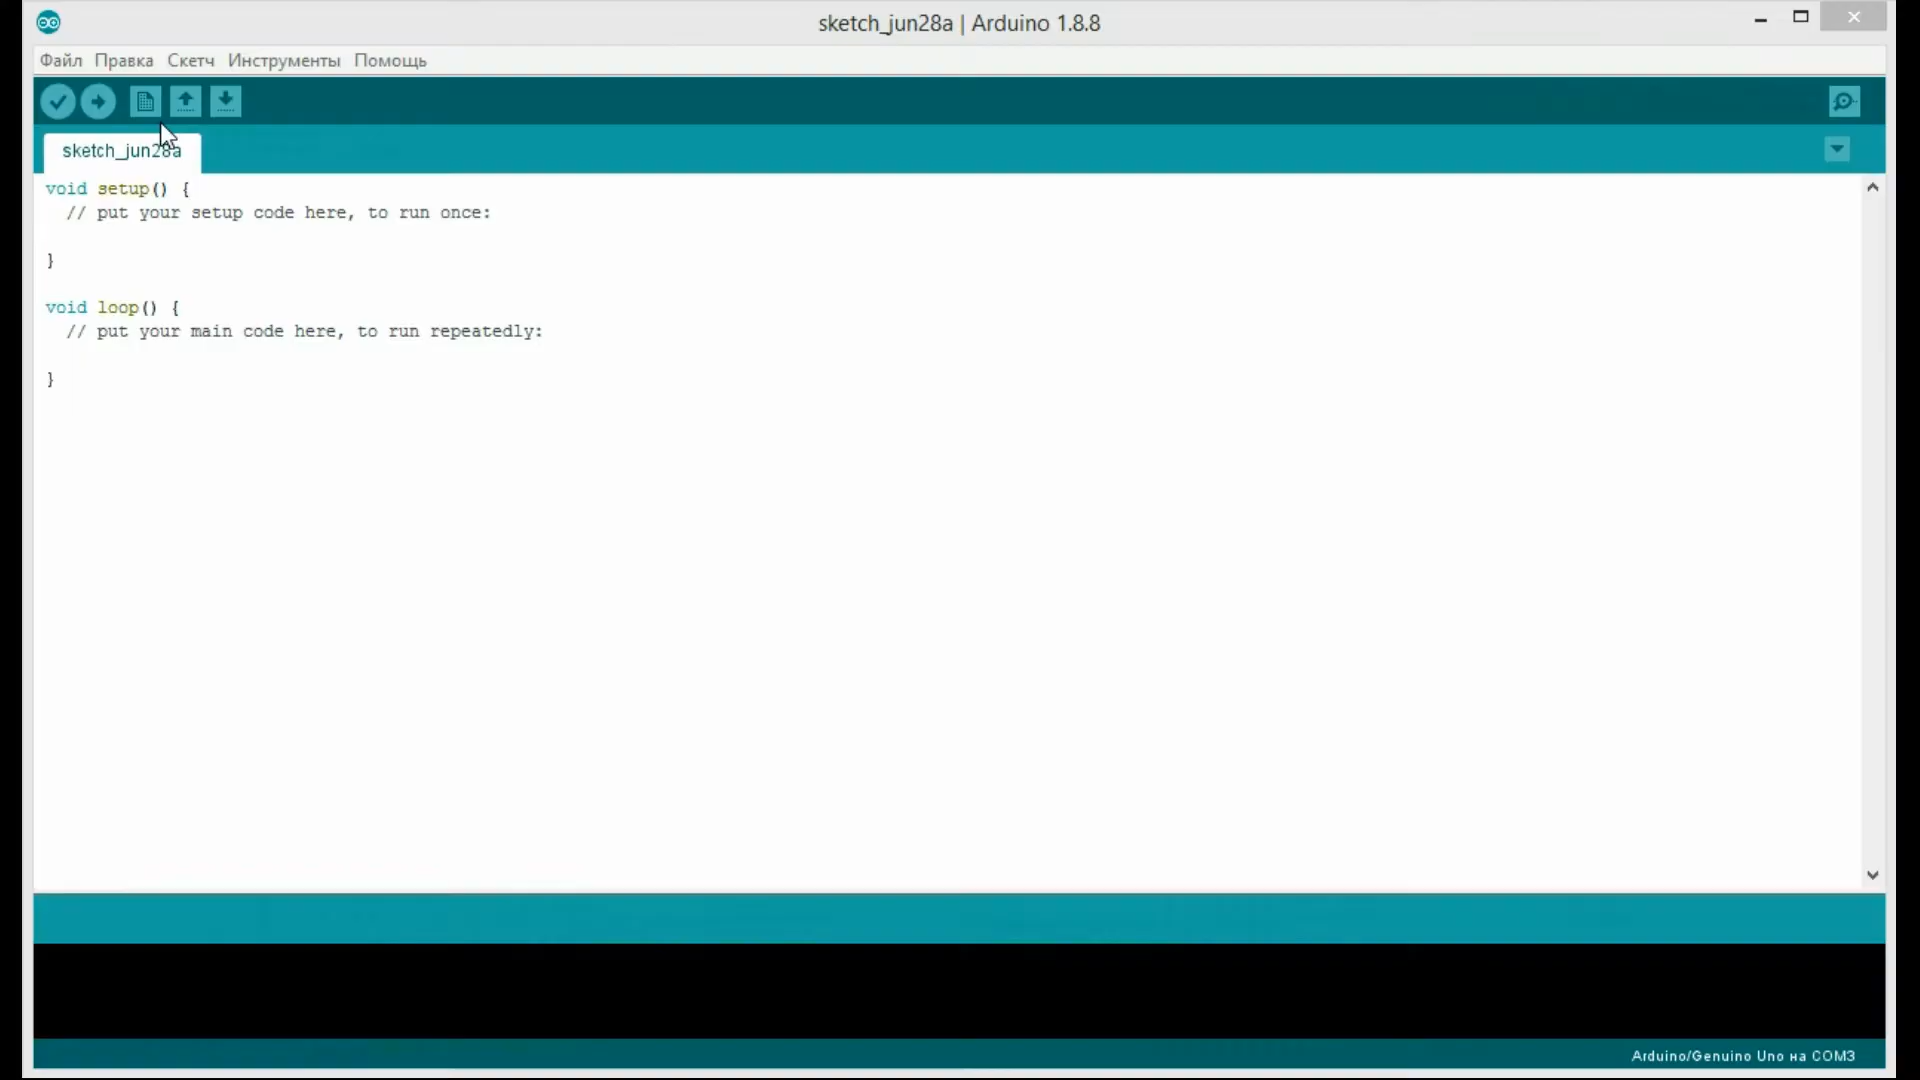 sketch_jun28a | Arduino 1.8.8
Файл Правка Скетч Инструменты Помощь
sketch_jun28a
void setup() {
  // put your setup code here, to run once:
}
void loop() {
  // put your main code here, to run repeatedly:
}
Arduino/Genuino Uno на COM3